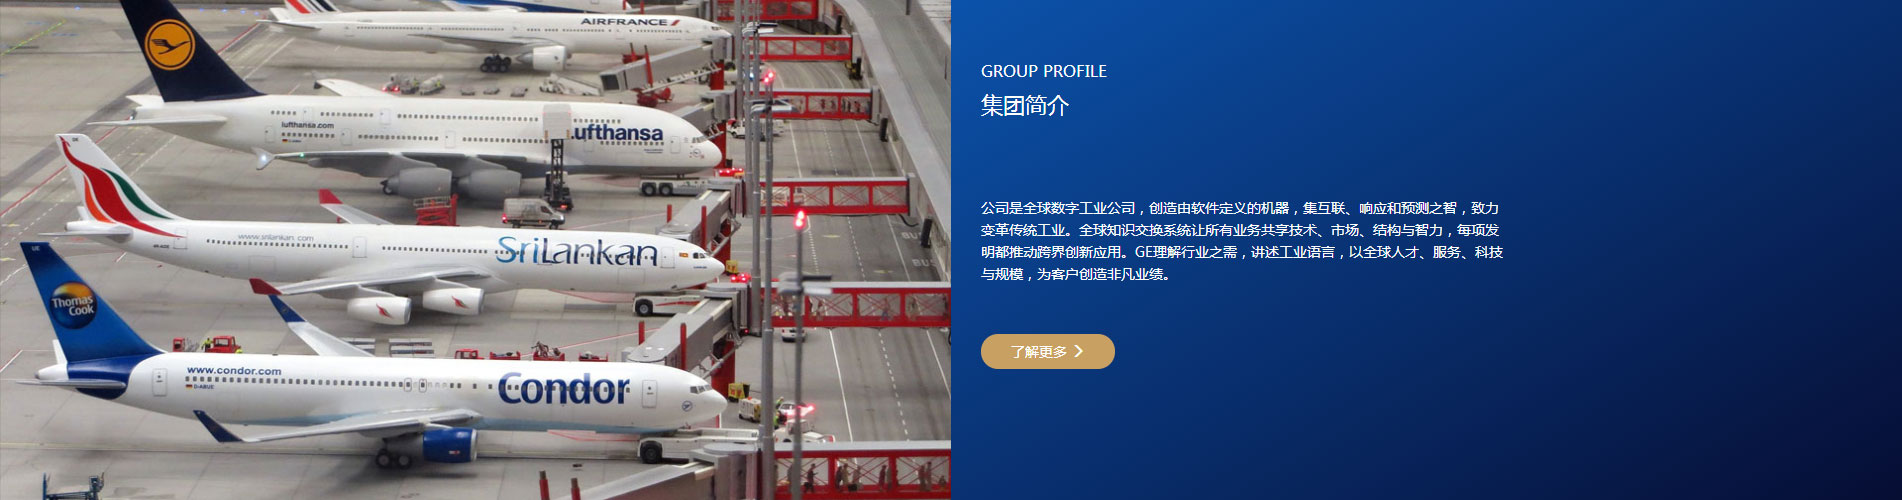 AIRFRANCE
lufthansa.com
Lufthansa
www.srilankan.com
SriLankan
Thomas
Cook
www.condor.com
D-ABUE
Condor
BUS
GROUP PROFILE
集团简介
公司是全球数字工业公司，创造由软件定义的机器，集互联、响应和预测之智，致力
变革传统工业。全球知识交换系统让所有业务共享技术、市场、结构与智力，每项发
明都推动跨界创新应用。GE理解行业之需，讲述工业语言，以全球人才、服务、科技
与规模，为客户创造非凡业绩。
了解更多